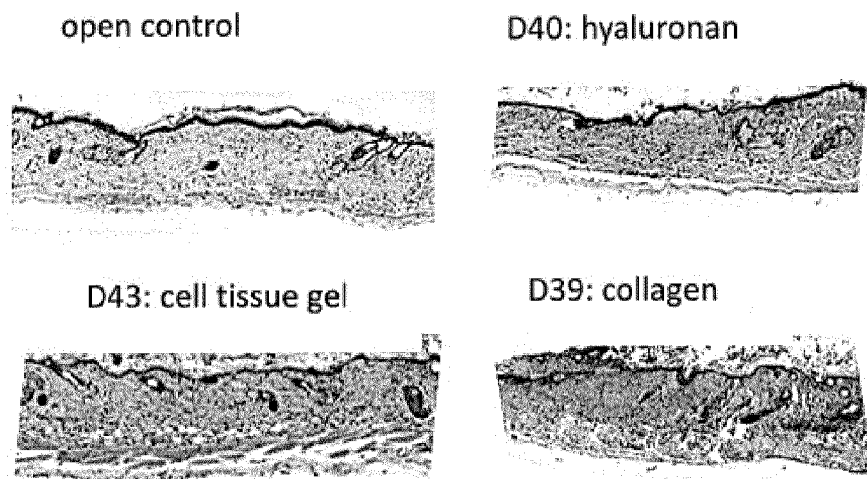 open control
D40: hyaluronan
D43: cell tissue gel
D39: collagen